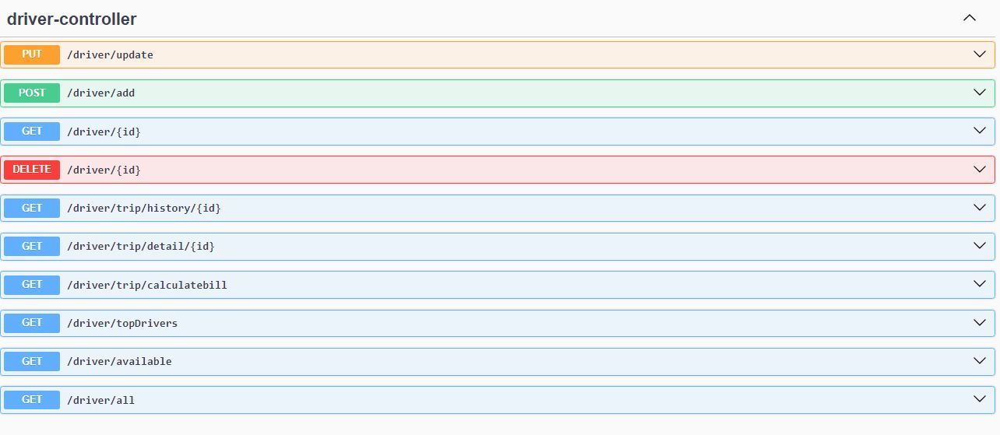 driver-controller
PUT /driver/update
POST /driver/add
GET /driver/{id}
DELETE /driver/{id}
GET /driver/trip/history/{id}
GET /driver/trip/detail/{id}
GET /driver/trip/calculatebill
GET /driver/topDrivers
GET /driver/available
GET /driver/all